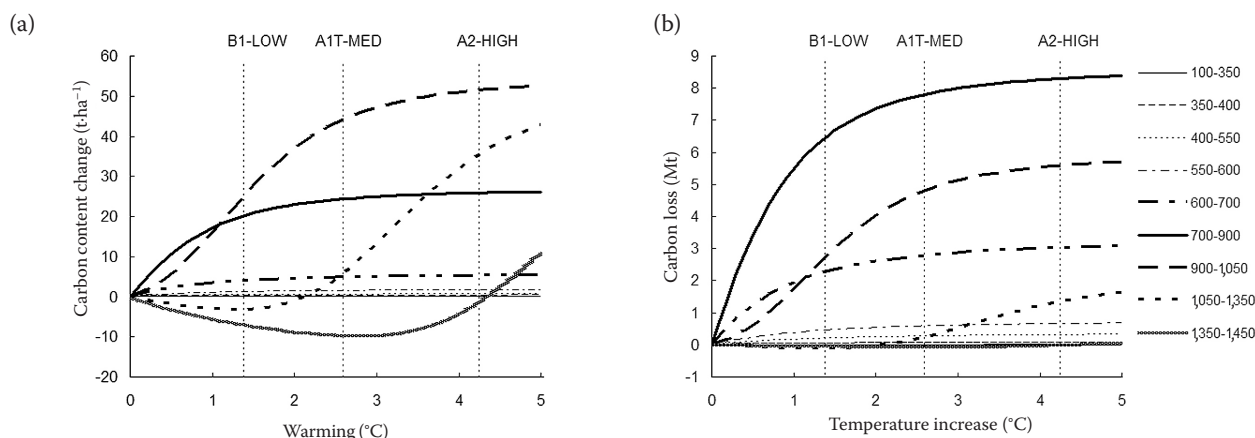 (a)
B1-LOW A1T-MED A2-HIGH
60
50
40
30
20
10
0
-10
-20
Carbon content change (t·ha⁻¹)
0 1 2 3 4 5
Warming (°C)
(b)
B1-LOW A1T-MED A2-HIGH
9
8
7
6
5
4
3
2
1
0
-1
Carbon loss (Mt)
0 1 2 3 4 5
Temperature increase (°C)
100-350
350-400
400-550
550-600
600-700
700-900
900-1,050
1,050-1,350
1,350-1,450